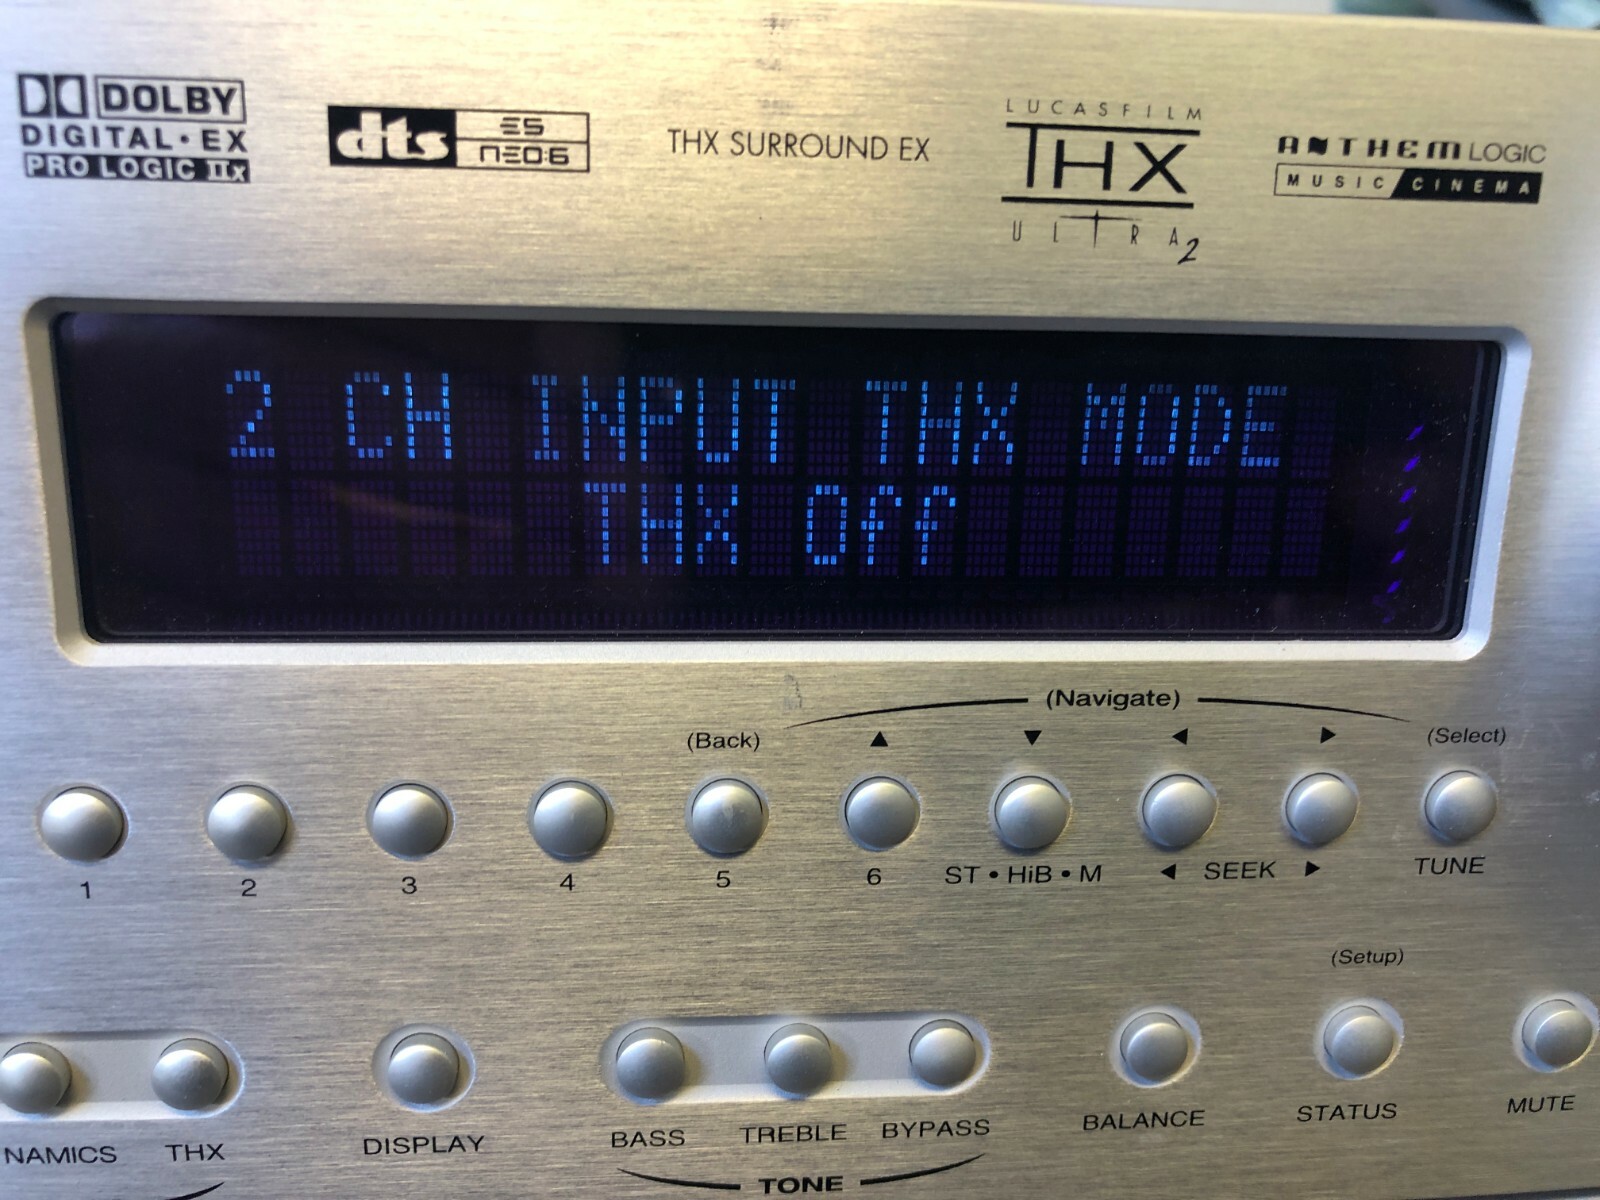 DOLBY
DIGITAL • EX
PRO LOGIC IIx
dts ES
NEO:6
THX SURROUND EX
LUCASFILM
THX
ULTRA2
ANTHEM LOGIC
MUSIC / CINEMA
2 CH INPUT THX MODE
THX Off
(Navigate)
(Back) ▲ ▼ ◀ ▶ (Select)
1 2 3 4 5 6 ST • HiB • M ◀ SEEK ▶ TUNE
(Setup)
NAMICS THX DISPLAY BASS TREBLE BYPASS BALANCE STATUS MUTE
TONE